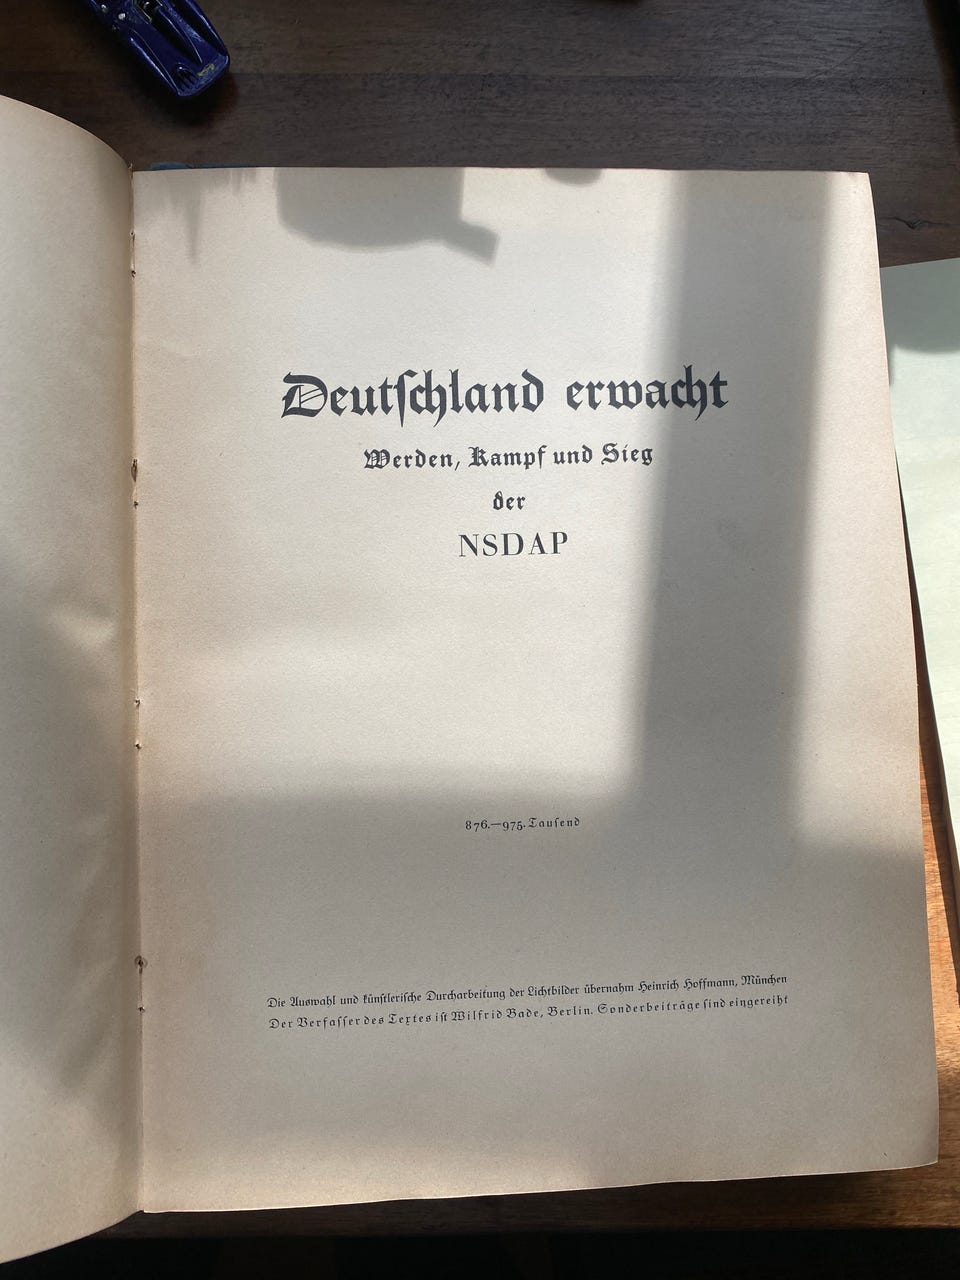 Deutſchland erwacht
Werden, Kampf und Sieg
der
NSDAP
876.—975. Tauſend
Die Auswahl und künſtleriſche Durcharbeitung der Lichtbilder übernahm Heinrich Hoffmann, München
Der Verfaſſer des Textes iſt Wilfrid Bade, Berlin. Sonderbeiträge ſind eingereiht